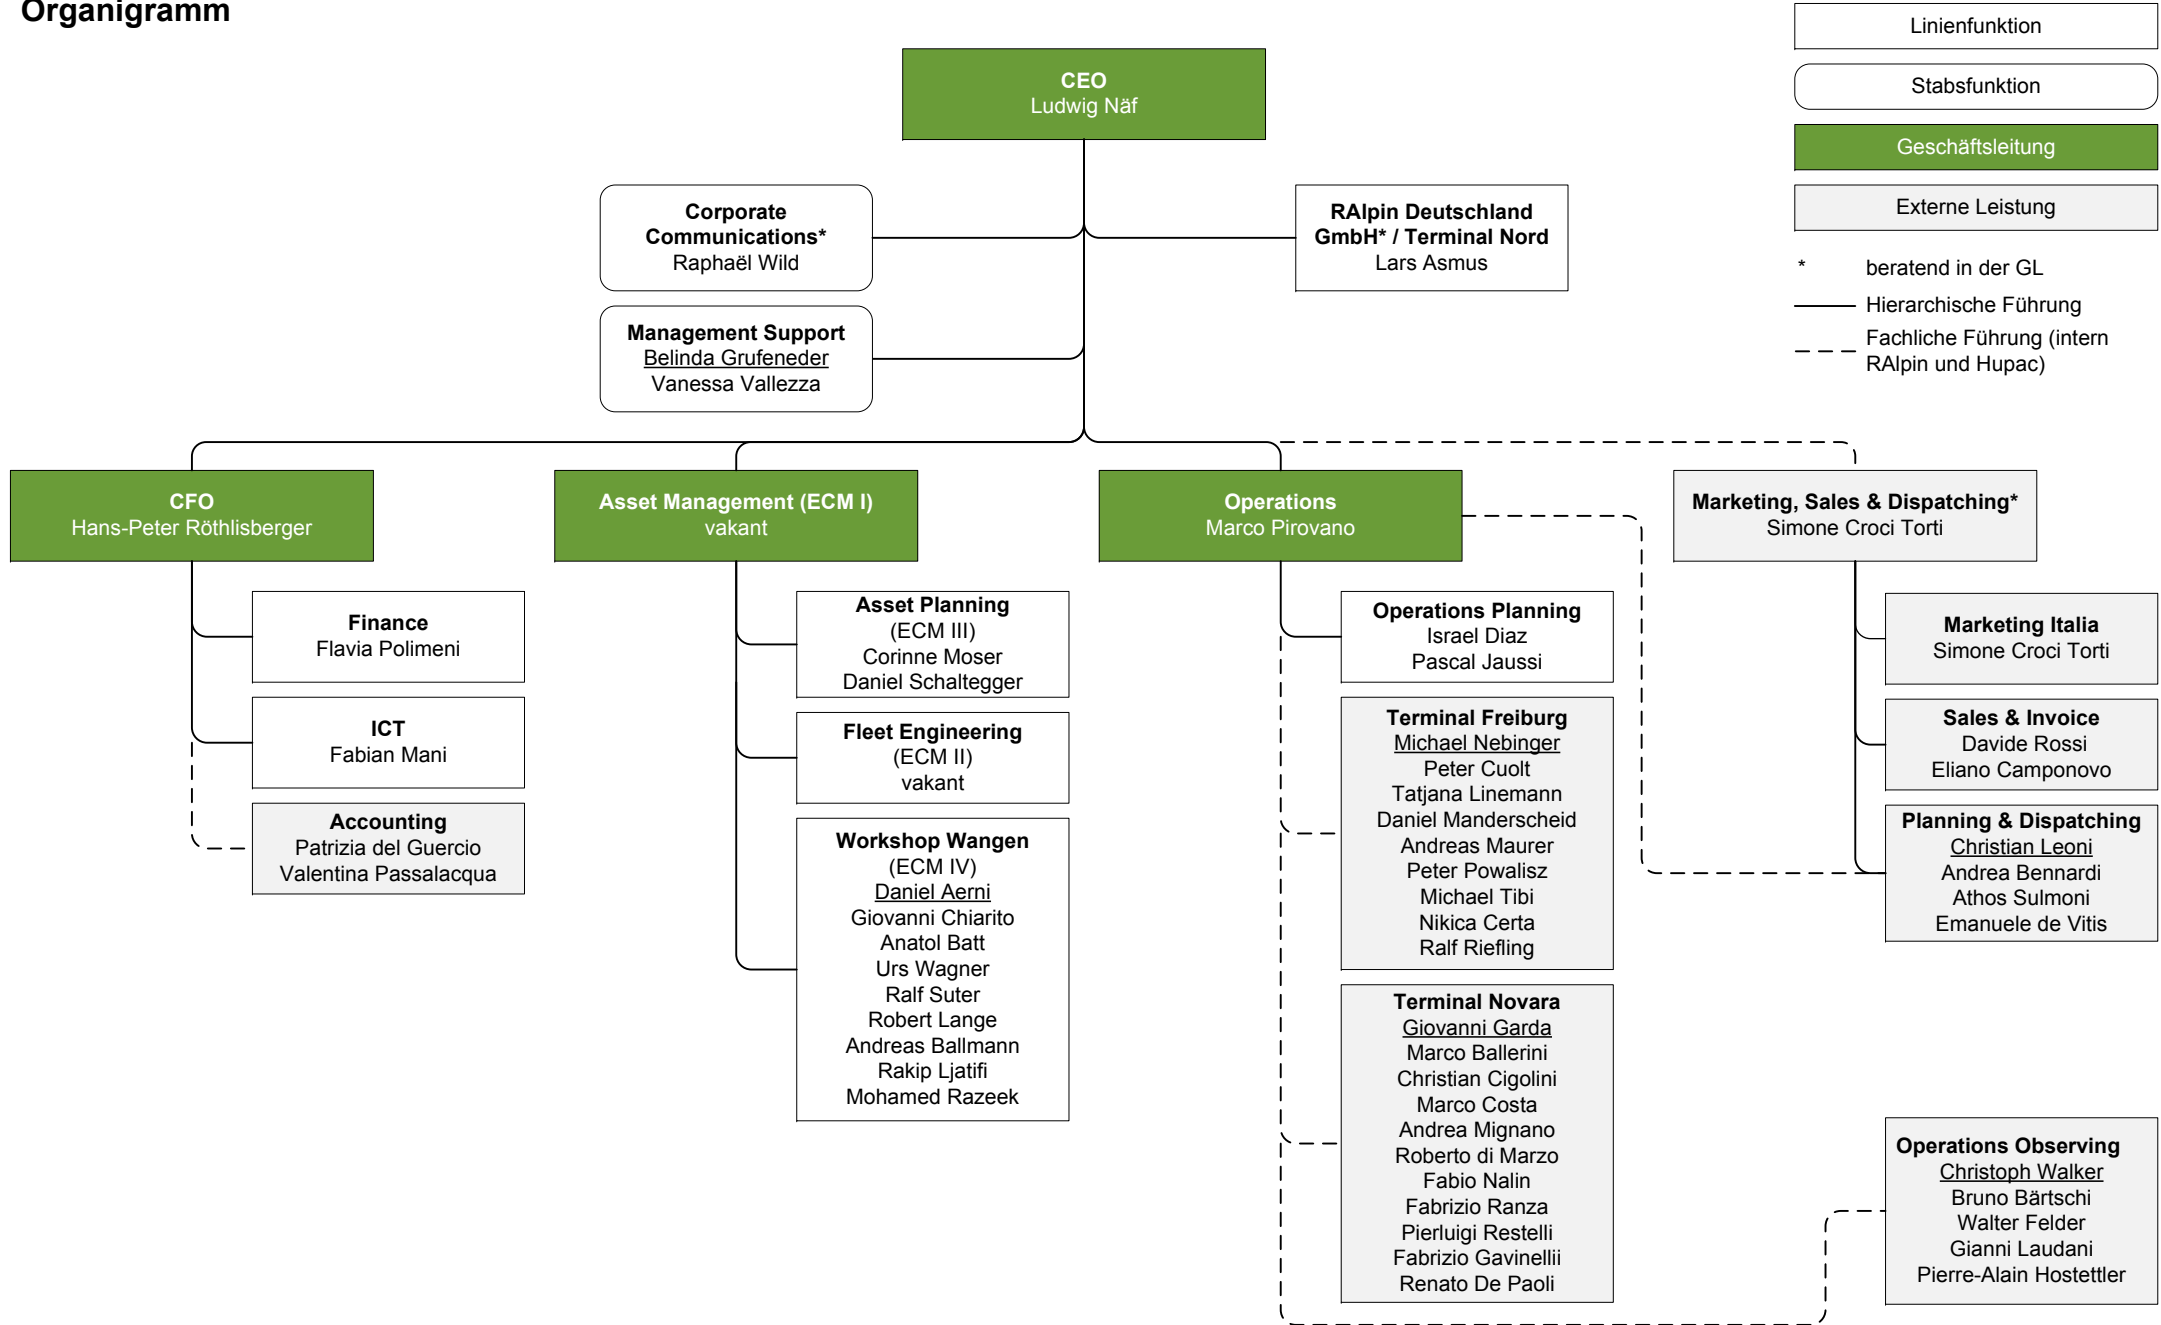 Organigramm
Linienfunktion
Stabsfunktion
Geschäftsleitung
Externe Leistung
* beratend in der GL
Hierarchische Führung
Fachliche Führung (intern
RAlpin und Hupac)
CEO
Ludwig Näf
Corporate
Communications*
Raphaël Wild
RAlpin Deutschland
GmbH* / Terminal Nord
Lars Asmus
Management Support
Belinda Grufeneder
Vanessa Vallezza
CFO
Hans-Peter Röthlisberger
Finance
Flavia Polimeni
ICT
Fabian Mani
Accounting
Patrizia del Guercio
Valentina Passalacqua
Asset Management (ECM I)
vakant
Asset Planning
(ECM III)
Corinne Moser
Daniel Schaltegger
Fleet Engineering
(ECM II)
vakant
Workshop Wangen
(ECM IV)
Daniel Aerni
Giovanni Chiarito
Anatol Batt
Urs Wagner
Ralf Suter
Robert Lange
Andreas Ballmann
Rakip Ljatifi
Mohamed Razeek
Operations
Marco Pirovano
Operations Planning
Israel Diaz
Pascal Jaussi
Terminal Freiburg
Michael Nebinger
Peter Cuolt
Tatjana Linemann
Daniel Manderscheid
Andreas Maurer
Peter Powalisz
Michael Tibi
Nikica Certa
Ralf Riefling
Terminal Novara
Giovanni Garda
Marco Ballerini
Christian Cigolini
Marco Costa
Andrea Mignano
Roberto di Marzo
Fabio Nalin
Fabrizio Ranza
Pierluigi Restelli
Fabrizio Gavinellii
Renato De Paoli
Marketing, Sales & Dispatching*
Simone Croci Torti
Marketing Italia
Simone Croci Torti
Sales & Invoice
Davide Rossi
Eliano Camponovo
Planning & Dispatching
Christian Leoni
Andrea Bennardi
Athos Sulmoni
Emanuele de Vitis
Operations Observing
Christoph Walker
Bruno Bärtschi
Walter Felder
Gianni Laudani
Pierre-Alain Hostettler